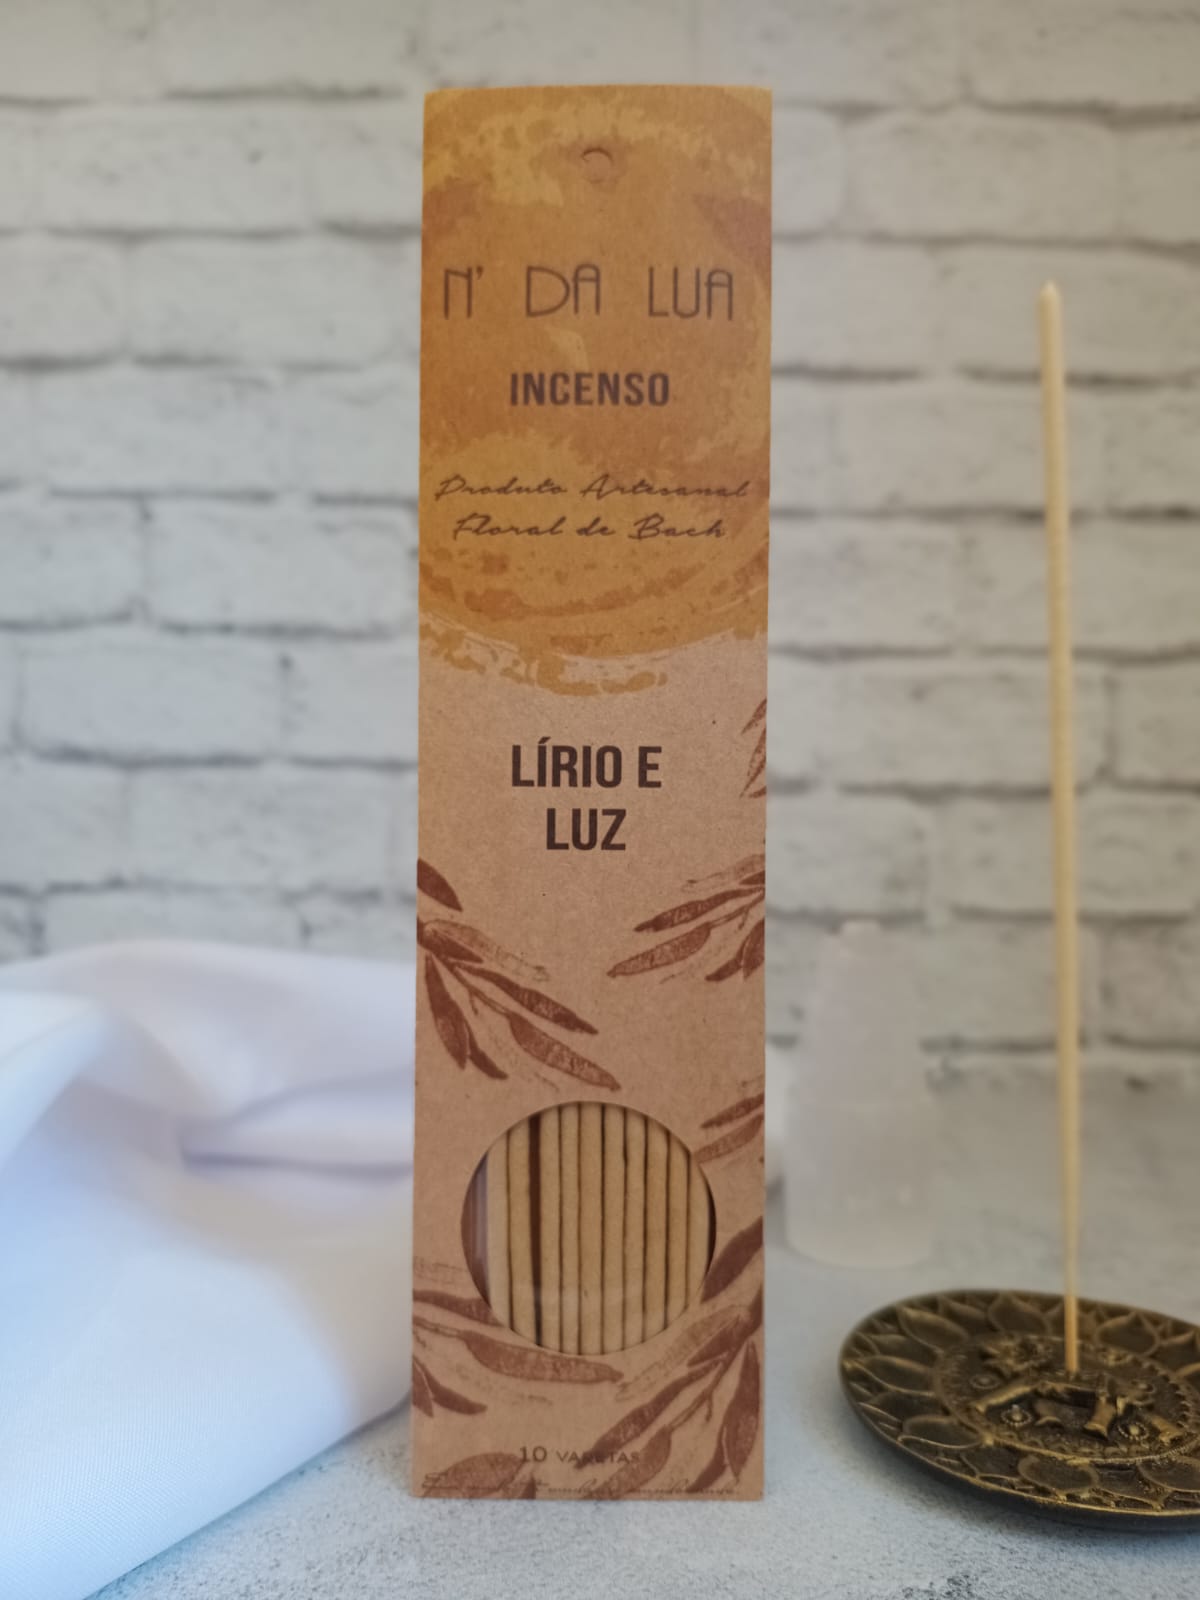 N' DA LUA
INCENSO
Produto Artesanal
Floral de Bach
LÍRIO E
LUZ
10 VARETAS